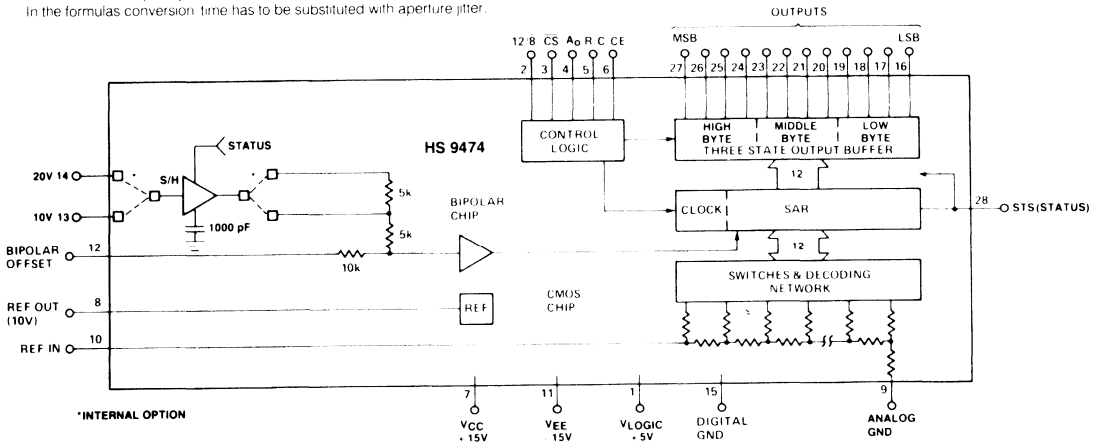 In the formulas conversion time has to be substituted with aperture jitter.
OUTPUTS
12/8 CS A₀ R C CE
MSB LSB
2 3 4 5 6
27 26 25 24 23 22 21 20 19 18 17 16
CONTROL LOGIC
HIGH BYTE MIDDLE BYTE LOW BYTE
THREE STATE OUTPUT BUFFER
HS 9474
STATUS
S/H
20V 14
10V 13
1000 pF
5k
5k
10k
BIPOLAR CHIP
12
CLOCK SAR
28 STS(STATUS)
12
BIPOLAR OFFSET
12
SWITCHES & DECODING NETWORK
REF OUT (10V)
8
REF
CMOS CHIP
REF IN
10
*INTERNAL OPTION
7 11 1 15 9
VCC + 15V
VEE - 15V
VLOGIC + 5V
DIGITAL GND
ANALOG GND